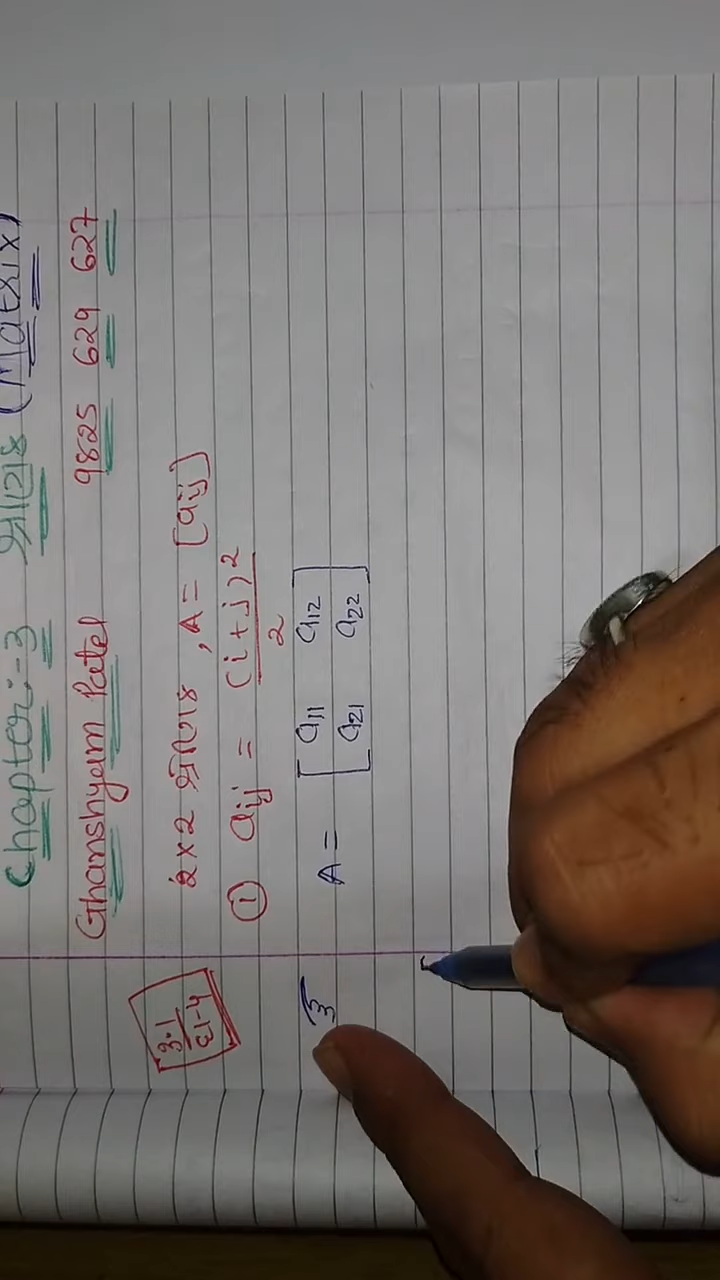 Chapter:-3 શ્રેણિક (Matrix)
Ghanshyam Patel 9825 629 627
3.1 2×2 શ્રેણિક , A = [aij]
દા-4 ① aij = (i+j)²
2
A = [ a11 a12
a21 a22 ]